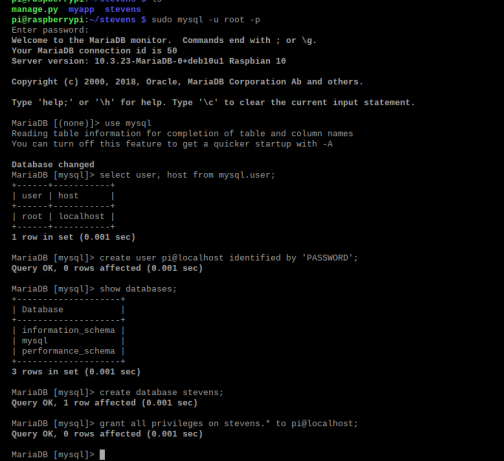 manage.py  myapp  stevens
pi@raspberrypi:~/stevens $ sudo mysql -u root -p
Enter password:
Welcome to the MariaDB monitor.  Commands end with ; or \g.
Your MariaDB connection id is 50
Server version: 10.3.23-MariaDB-0+deb10u1 Raspbian 10

Copyright (c) 2000, 2018, Oracle, MariaDB Corporation Ab and others.

Type 'help;' or '\h' for help. Type '\c' to clear the current input statement.

MariaDB [(none)]> use mysql
Reading table information for completion of table and column names
You can turn off this feature to get a quicker startup with -A

Database changed
MariaDB [mysql]> select user, host from mysql.user;
+------+-----------+
| user | host      |
+------+-----------+
| root | localhost |
+------+-----------+
1 row in set (0.001 sec)

MariaDB [mysql]> create user pi@localhost identified by 'PASSWORD';
Query OK, 0 rows affected (0.001 sec)

MariaDB [mysql]> show databases;
+--------------------+
| Database           |
+--------------------+
| information_schema |
| mysql              |
| performance_schema |
+--------------------+
3 rows in set (0.001 sec)

MariaDB [mysql]> create database stevens;
Query OK, 1 row affected (0.001 sec)

MariaDB [mysql]> grant all privileges on stevens.* to pi@localhost;
Query OK, 0 rows affected (0.001 sec)

MariaDB [mysql]>